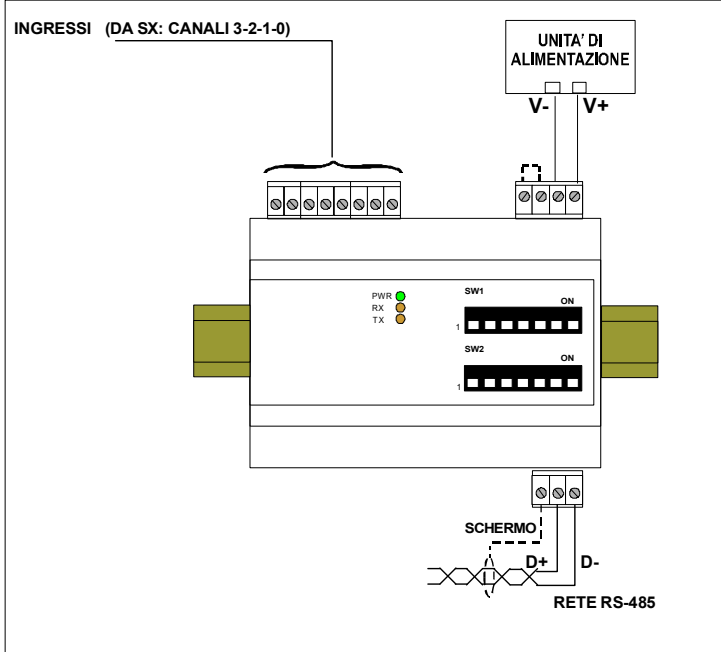 INGRESSI (DA SX: CANALI 3-2-1-0)
UNITA' DI
ALIMENTAZIONE
V- V+
PWR
RX
TX
SW1
ON
1
SW2
ON
1
SCHERMO
D+ D-
RETE RS-485